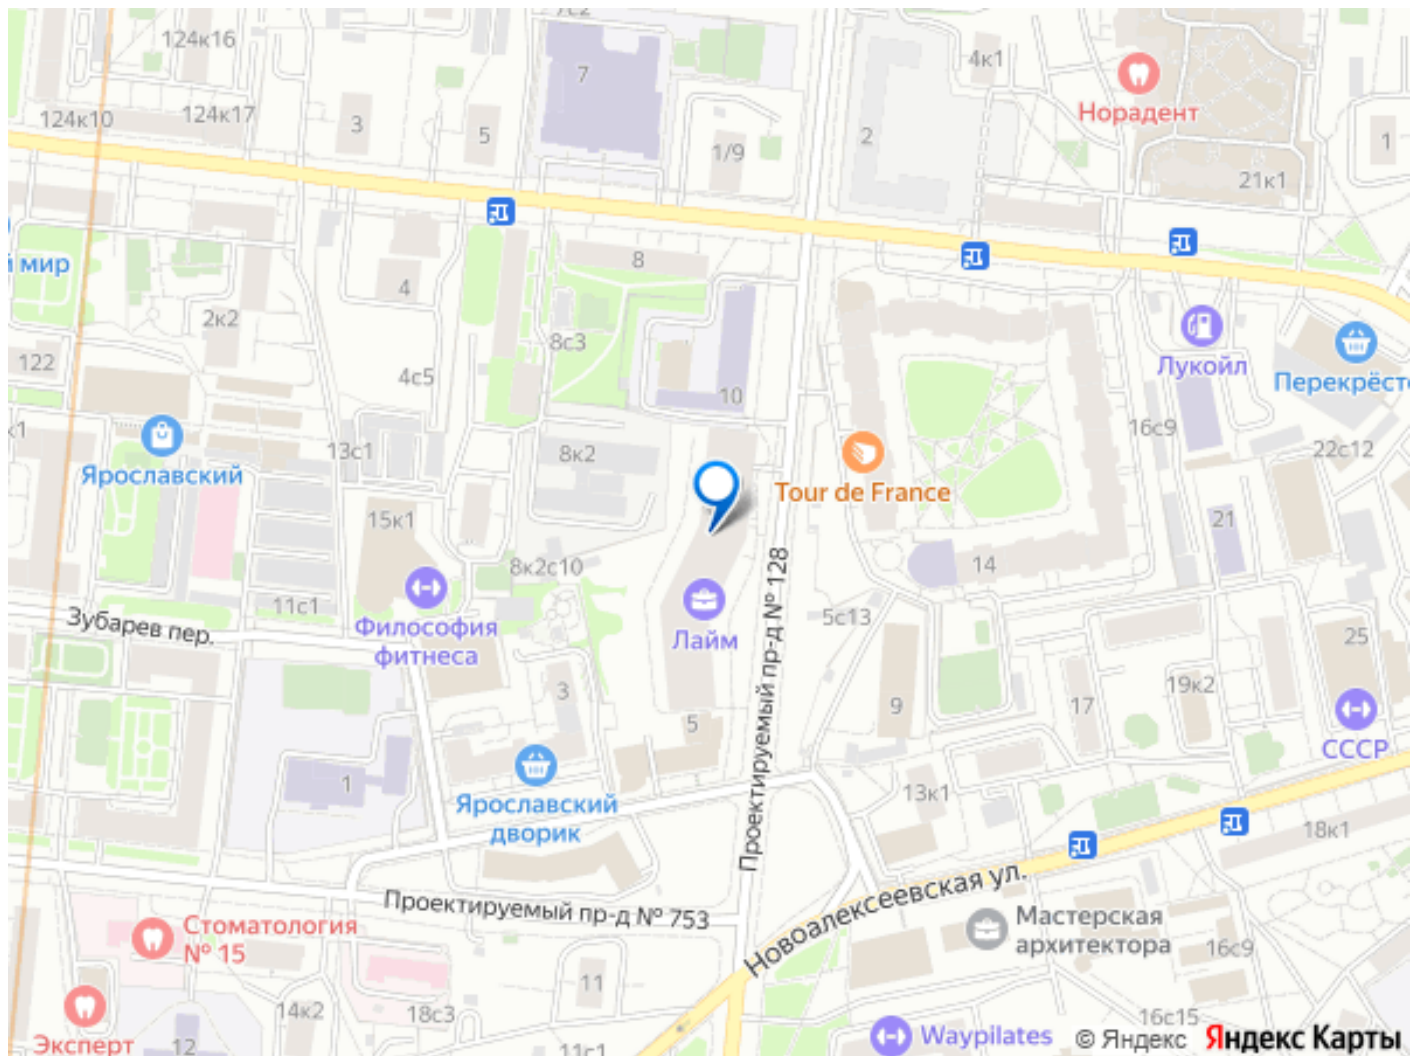 7с2
124к16
7
4к1
Норадент
124к10
124к17
3
5
1/9
2
1
21к1
й мир
8
4
2к2
8с3
Лукойл
Перекрёсто
122
4с5
10
к1
13с1
8к2
16с9
22с12
Ярославский
Tour de France
15к1
21
8к2с10
14
11с1
Зубарев пер.
Философия
фитнеса
Лайм
5с13
Проектируемый пр-д № 128
25
3
5
9
17
19к2
СССР
1
Ярославский
дворик
13к1
18к1
Проектируемый пр-д № 753
Новоалексеевская ул.
Стоматология
№ 15
Мастерская
архитектора
16с9
11
14к2
18с3
Эксперт
12
11с1
16с15
Waypilates
© Яндекс
Яндекс Карты